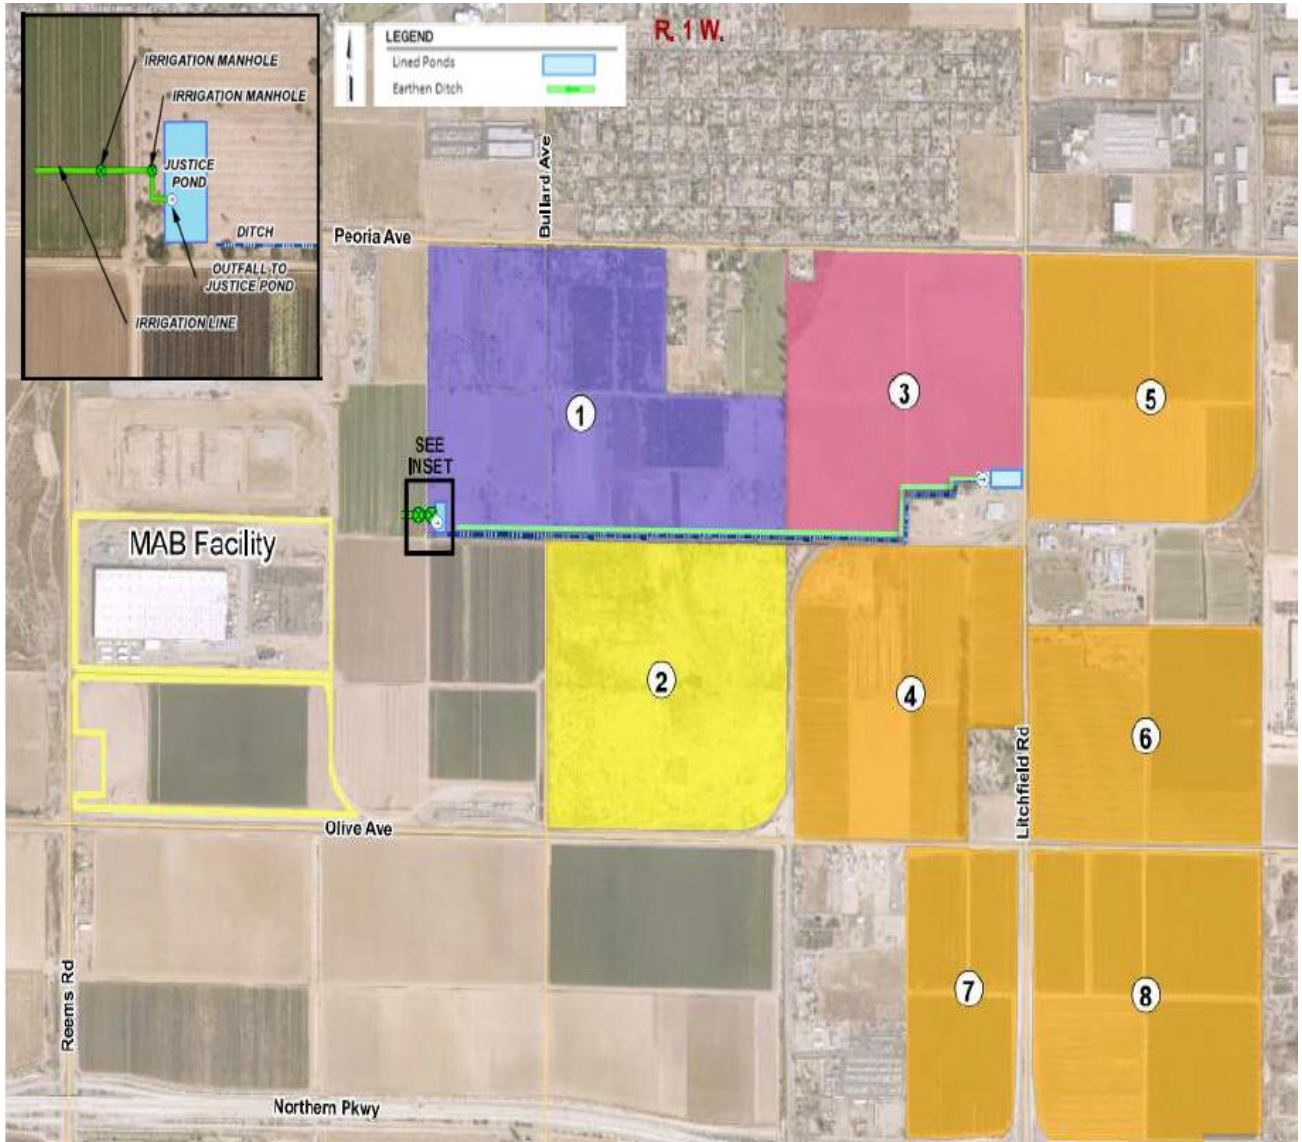 R. 1 W.
LEGEND
Lined Ponds
Earthen Ditch
IRRIGATION MANHOLE
IRRIGATION MANHOLE
JUSTICE
POND
DITCH
OUTFALL TO
JUSTICE POND
IRRIGATION LINE
Peoria Ave
Bullard Ave
1
3
5
SEE
INSET
MAB Facility
2
4
6
Litchfield Rd
Olive Ave
Reems Rd
7
8
Northern Pkwy